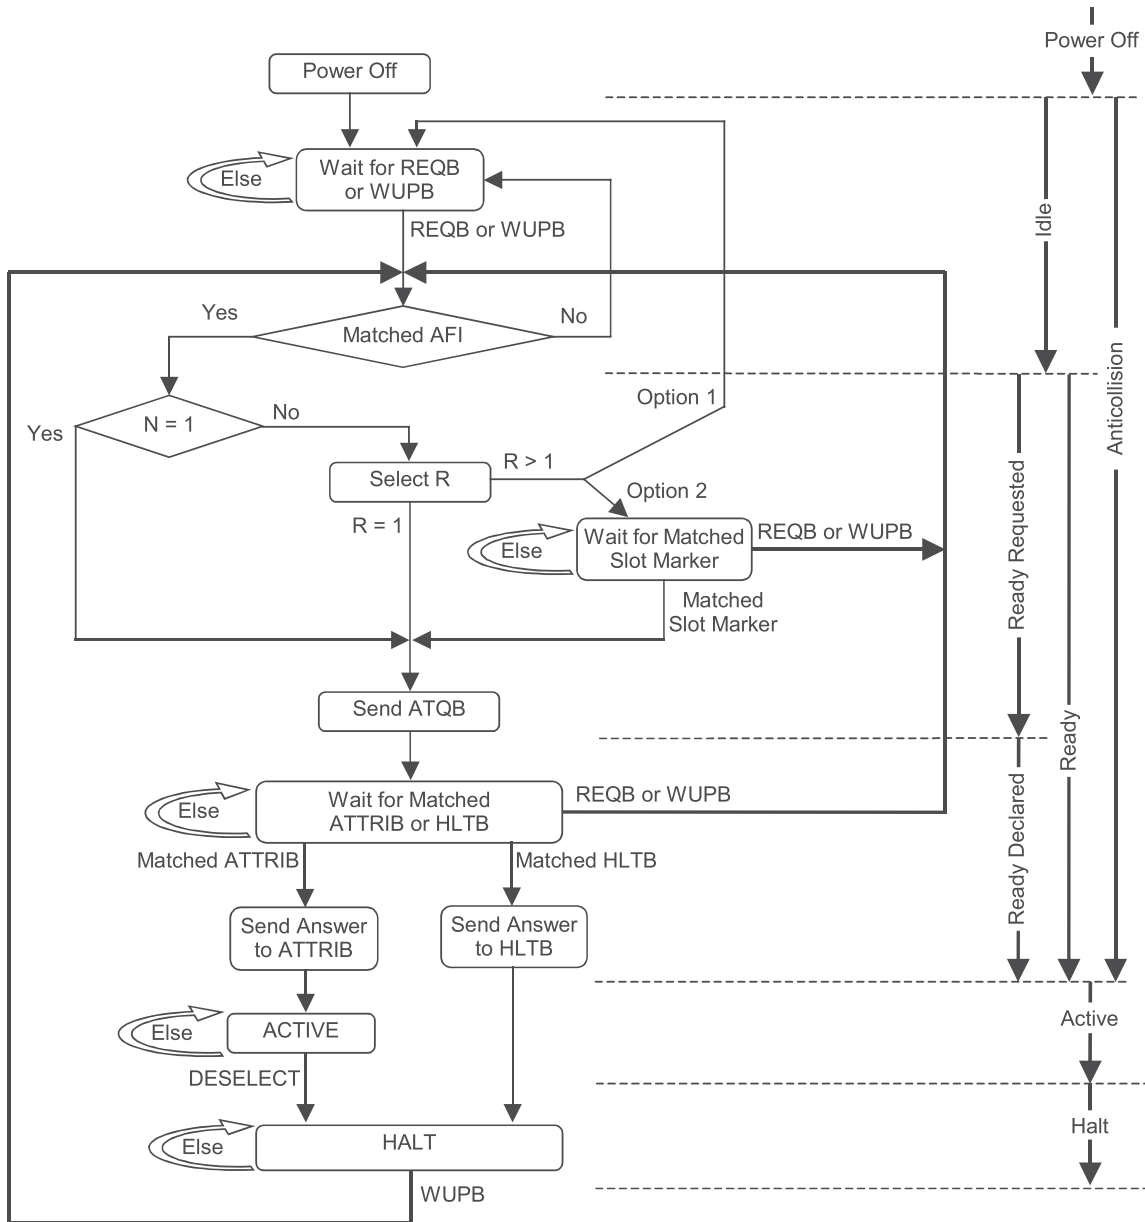 Power Off
Power Off
Wait for REQB
or WUPB
Else
REQB or WUPB
Idle
Yes
Matched AFI
No
Anticollision
Option 1
N = 1
No
Yes
Select R
R > 1
Option 2
R = 1
Wait for Matched
Slot Marker
Else
REQB or WUPB
Ready Requested
Matched
Slot Marker
Send ATQB
Ready
Wait for Matched
ATTRIB or HLTB
Else
REQB or WUPB
Ready Declared
Matched ATTRIB
Matched HLTB
Send Answer
to ATTRIB
Send Answer
to HLTB
Active
ACTIVE
Else
DESELECT
Halt
HALT
Else
WUPB